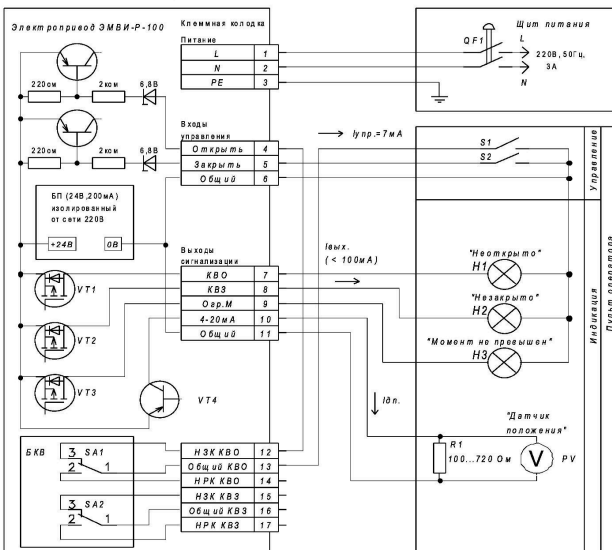 Электропривод ЭМВИ-Р-100
Клеммная колодка
Питание
L 1
N 2
PE 3
Щит питания
QF1
L
220В, 50Гц,
3А
N
220ом
2ком
6,8В
220ом
2ком
6,8В
Входы
управления
Открыть 4
Закрыть 5
Общий 6
Iупр.=7мА
S1
S2
Управление
БП (24В,200мА)
изолированный
от сети 220В
+24В
0В
Выходы
сигнализации
КВО 7
КВЗ 8
Огр.М 9
4-20мА 10
Общий 11
Iвых.
(<100мА)
"Неоткрыто"
Н1
"Незакрыто"
Н2
"Момент не превышен"
Н3
Индикация
Пульт оператора
VT1
VT2
VT3
VT4
Iдп.
"Датчик
положения"
R1
100...720 Ом
V
PV
БКВ
3 SA1
2 1
3 SA2
2 1
НЗК КВО 12
Общий КВО 13
НРК КВО 14
НЗК КВЗ 15
Общий КВЗ 16
НРК КВЗ 17